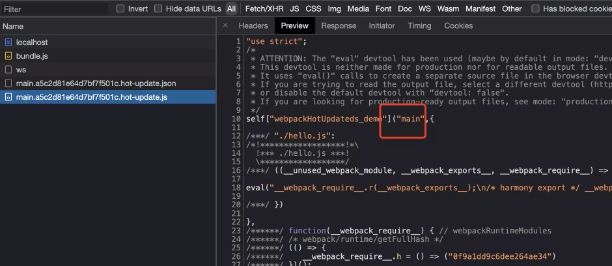 Filter
Invert
Hide data URLs
All
Fetch/XHR
JS
CSS
Img
Media
Font
Doc
WS
Wasm
Manifest
Other
Has blocked cookies
Name
Headers
Preview
Response
Initiator
Timing
Cookies
localhost
bundle.js
ws
main.a5c2d81e64d7bf7f501c.hot-update.json
main.a5c2d81e64d7bf7f501c.hot-update.js
1 "use strict";
2 /*
3 * ATTENTION: The "eval" devtool has been used (maybe by default in mode: "dev
4 * This devtool is neither made for production nor for readable output files.
5 * It uses "eval()" calls to create a separate source file in the browser devt
6 * If you are trying to read the output file, select a different devtool (http
7 * or disable the default devtool with "devtool: false".
8 * If you are looking for production-ready output files, see mode: "production
9 */
10 self["webpackHotUpdateds_demo"]("main",{
11
12 /***/ "./hello.js":
13 /*!******************!*\
14 !*** ./hello.js ***!
15 \******************/
16 /***/ ((__unused_webpack_module, __webpack_exports__, __webpack_require__) =>
17
18 eval("__webpack_require__.r(__webpack_exports__);\n/* harmony export */ __webp
19
20 /***/ })
21
22 },
23 /******/ function(__webpack_require__) { // webpackRuntimeModules
24 /******/ /* webpack/runtime/getFullHash */
25 /******/ (() => {
26 /******/ __webpack_require__.h = () => ("0f9a1dd9c6dee264ae34")
27 /******/ })();